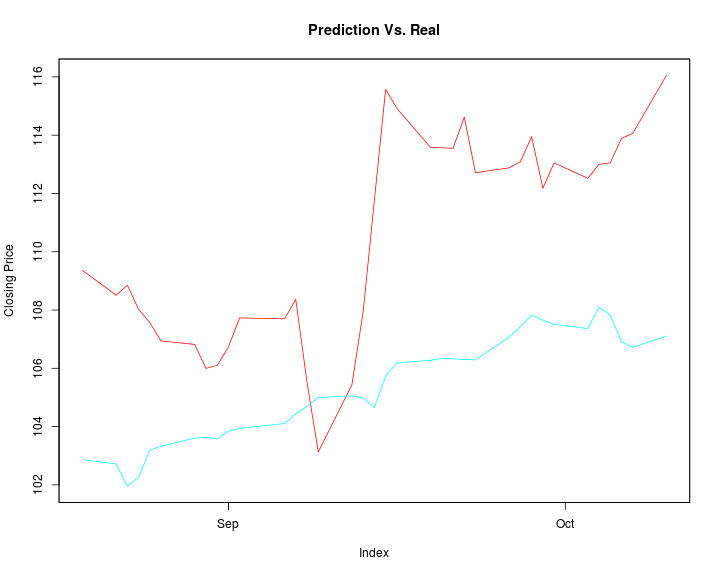 Prediction Vs. Real
Closing Price
116
114
112
110
108
106
104
102
Sep
Oct
Index